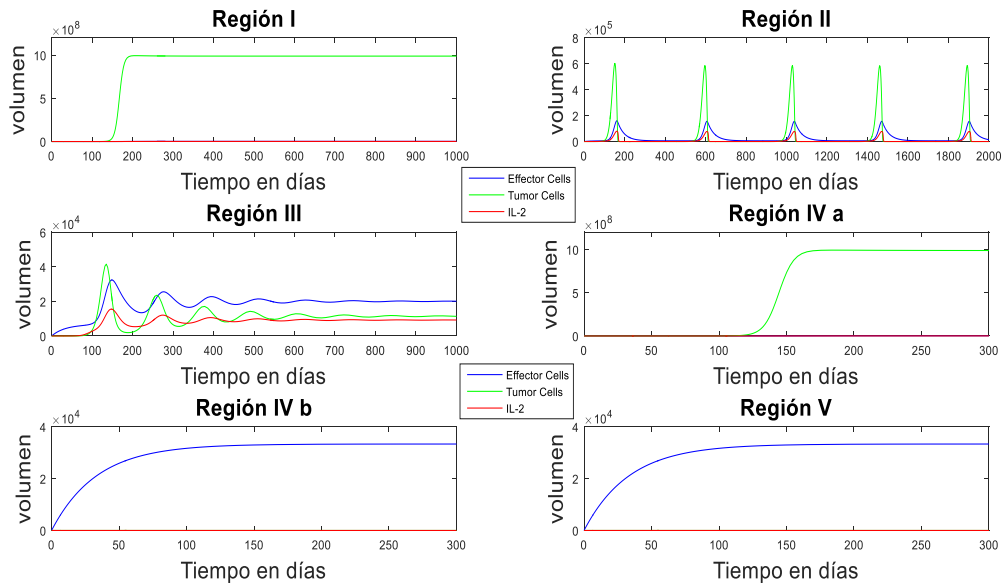 Región I
×10^8
10
5
0
volumen
0 100 200 300 400 500 600 700 800 900 1000
Tiempo en días
Región II
×10^5
8
6
4
2
0
volumen
200 400 600 800 1000 1200 1400 1600 1800 2000
Tiempo en días
Effector Cells
Tumor Cells
IL-2
Región III
×10^4
6
4
2
0
volumen
0 100 200 300 400 500 600 700 800 900 1000
Tiempo en días
Región IV a
×10^8
10
5
0
volumen
0 50 100 150 200 250 300
Tiempo en días
Effector Cells
Tumor Cells
IL-2
Región IV b
×10^4
4
2
0
volumen
0 50 100 150 200 250 300
Tiempo en días
Región V
×10^4
4
2
0
volumen
0 50 100 150 200 250 300
Tiempo en días